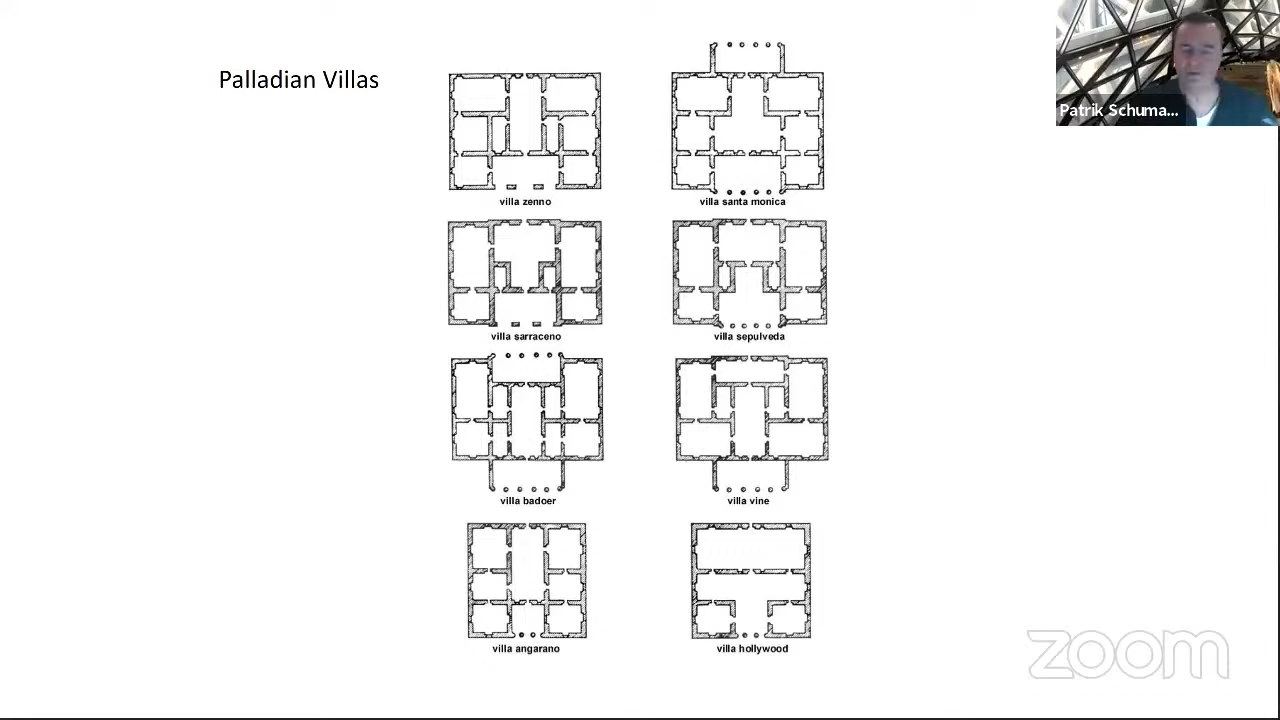 Palladian Villas
Patrik Schuma...
villa zenno
villa santa monica
villa sarraceno
villa sepulveda
villa badoer
villa vine
villa angarano
villa hollywood
zoom